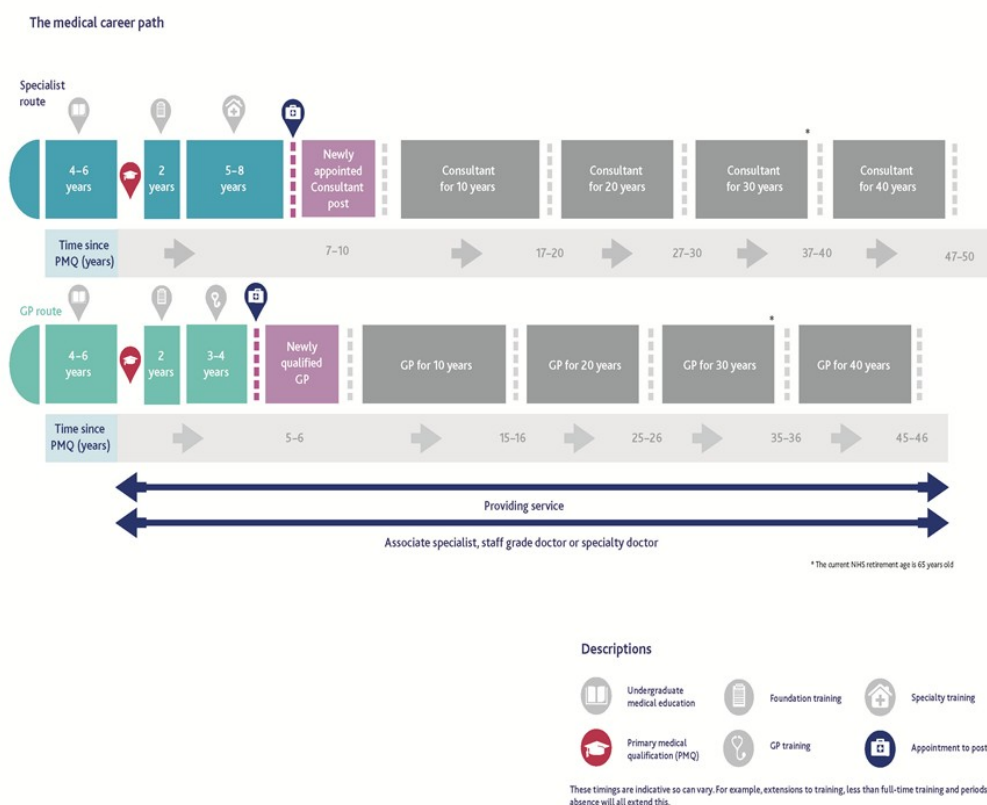 The medical career path
Specialist
route
4–6
years
2
years
5–8
years
Newly
appointed
Consultant
post
Consultant
for 10 years
Consultant
for 20 years
*
Consultant
for 30 years
Consultant
for 40 years
Time since
PMQ (years)
7–10
17–20
27–30
37–40
47–50
GP route
4–6
years
2
years
3–4
years
Newly
qualified
GP
GP for 10 years
GP for 20 years
*
GP for 30 years
GP for 40 years
Time since
PMQ (years)
5–6
15–16
25–26
35–36
45–46
Providing service
Associate specialist, staff grade doctor or specialty doctor
* The current NHS retirement age is 65 years old
Descriptions
Undergraduate
medical education
Foundation training
Specialty training
Primary medical
qualification (PMQ)
GP training
Appointment to post
These timings are indicative so can vary. For example, extensions to training, less than full-time training and periods
absence will all extend this.